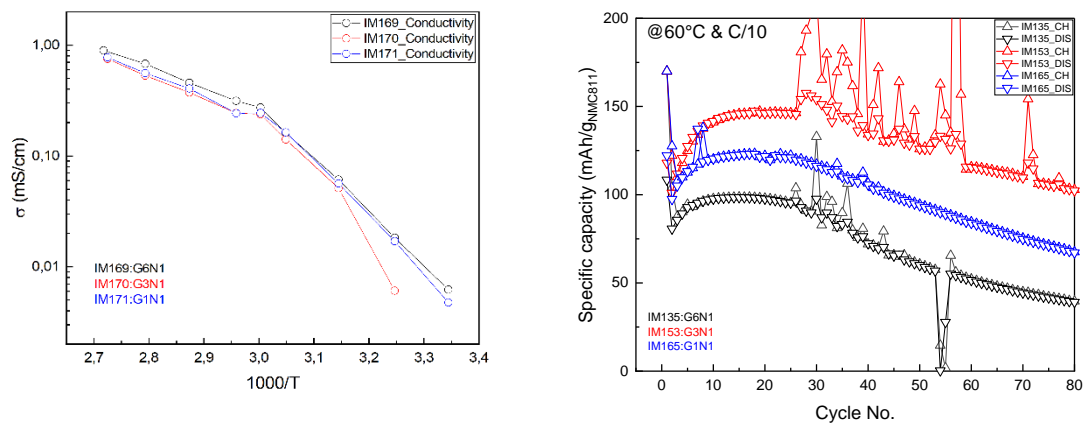 IM169_Conductivity
IM170_Conductivity
IM171_Conductivity
1,00
0,10
0,01
σ (mS/cm)
IM169:G6N1
IM170:G3N1
IM171:G1N1
2,7 2,8 2,9 3,0 3,1 3,2 3,3 3,4
1000/T
@60°C & C/10
IM135_CH
IM135_DIS
IM153_CH
IM153_DIS
IM165_CH
IM165_DIS
200
150
100
50
0
Specific capacity (mAh/gNMC811)
IM135:G6N1
IM153:G3N1
IM165:G1N1
0 10 20 30 40 50 60 70 80
Cycle No.